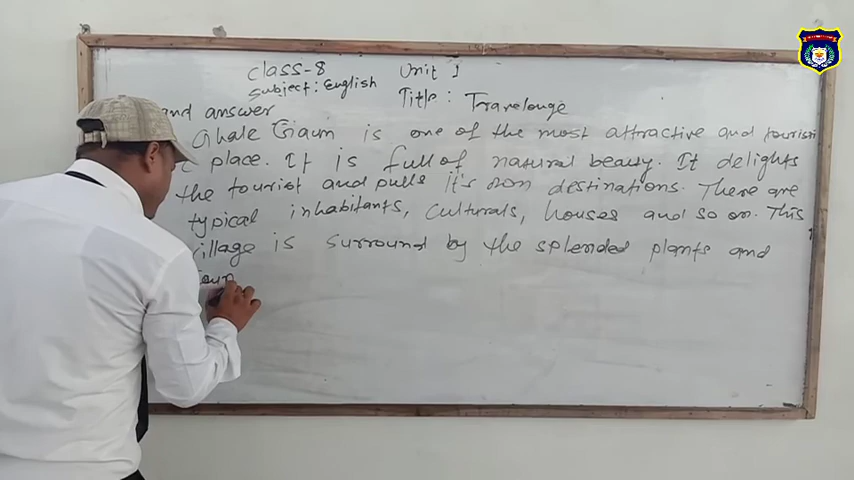 Class-8 Unit 1
Subject: English
Title: Travelouge
and answer
Ghale Gaum is one of the most attractive and tourism
place. It is full of natural beauty. It delights
the tourist and pulls it's own destinations. There are
typical inhabitants, culturals, houses and so on. This
village is surround by the splended plants and